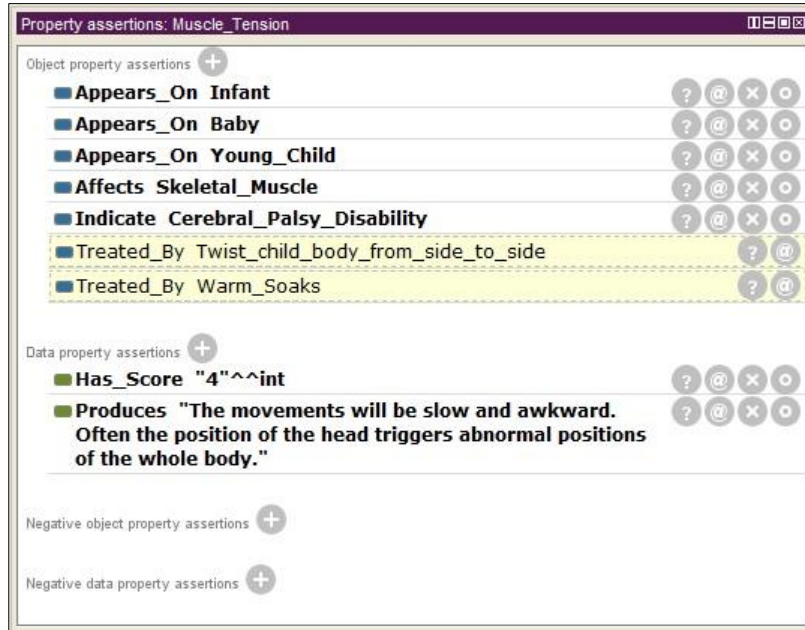 Property assertions: Muscle_Tension
Object property assertions
Appears_On Infant
Appears_On Baby
Appears_On Young_Child
Affects Skeletal_Muscle
Indicate Cerebral_Palsy_Disability
Treated_By Twist_child_body_from_side_to_side
Treated_By Warm_Soaks
Data property assertions
Has_Score "4"^^int
Produces "The movements will be slow and awkward.
Often the position of the head triggers abnormal positions
of the whole body."
Negative object property assertions
Negative data property assertions